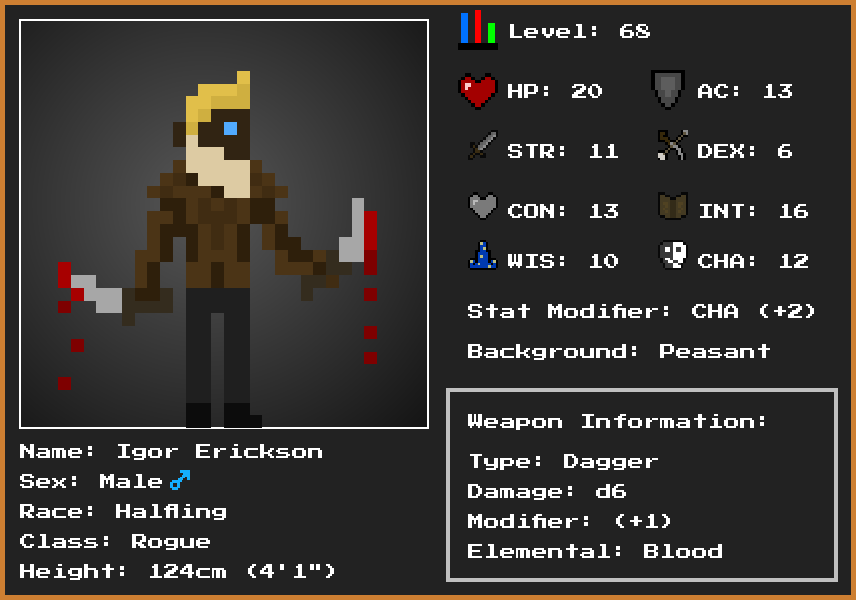 Level: 68
HP: 20
AC: 13
STR: 11
DEX: 6
CON: 13
INT: 16
WIS: 10
CHA: 12
Stat Modifier: CHA (+2)
Background: Peasant
Weapon Information:
Type: Dagger
Damage: d6
Modifier: (+1)
Elemental: Blood
Name: Igor Erickson
Sex: Male♂
Race: Halfling
Class: Rogue
Height: 124cm (4'1")